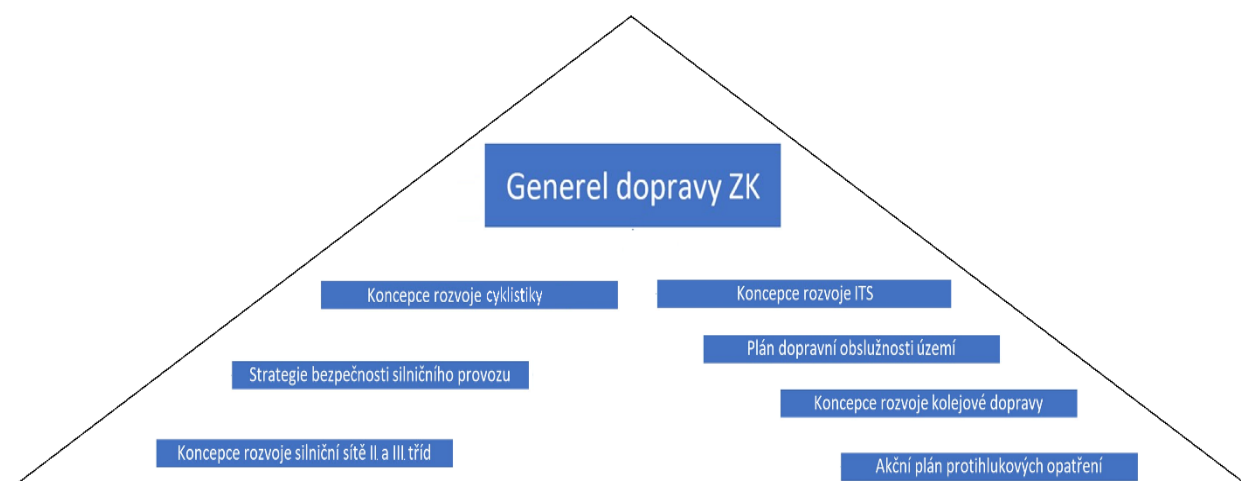 Generel dopravy ZK
Koncepce rozvoje cyklistiky
Koncepce rozvoje ITS
Plán dopravní obslužnosti území
Strategie bezpečnosti silničního provozu
Koncepce rozvoje kolejové dopravy
Koncepce rozvoje silniční sítě II a III tříd
Akční plán protihlukových opatření